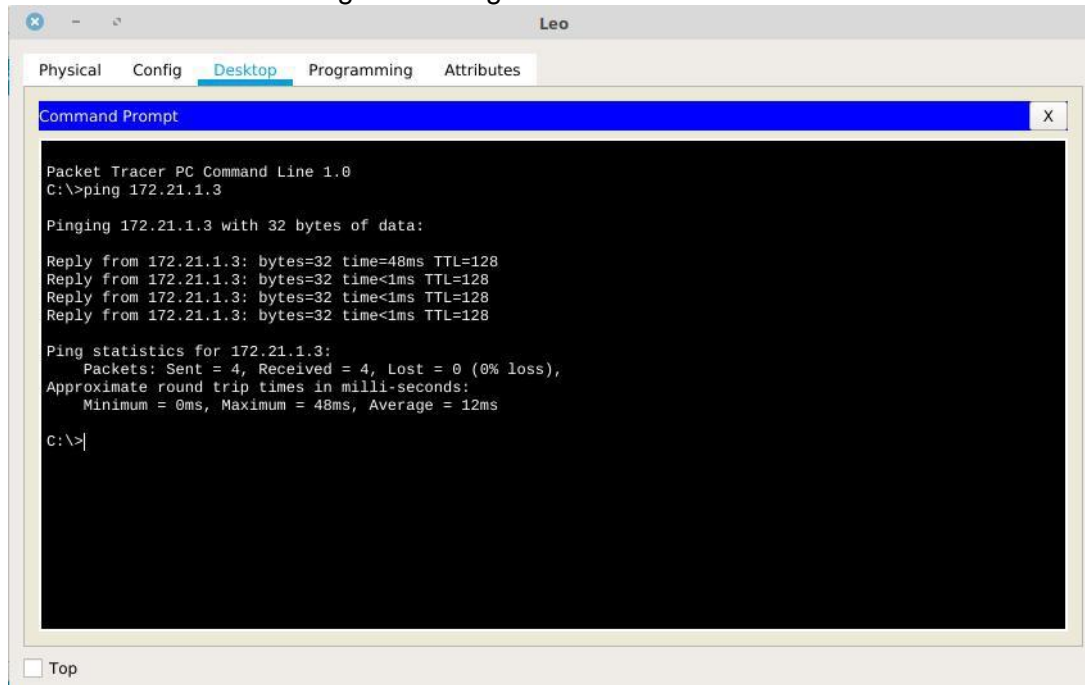 Leo
Physical Config Desktop Programming Attributes
Command Prompt X
Packet Tracer PC Command Line 1.0
C:\>ping 172.21.1.3
Pinging 172.21.1.3 with 32 bytes of data:
Reply from 172.21.1.3: bytes=32 time=48ms TTL=128
Reply from 172.21.1.3: bytes=32 time<1ms TTL=128
Reply from 172.21.1.3: bytes=32 time<1ms TTL=128
Reply from 172.21.1.3: bytes=32 time<1ms TTL=128
Ping statistics for 172.21.1.3:
Packets: Sent = 4, Received = 4, Lost = 0 (0% loss),
Approximate round trip times in milli-seconds:
Minimum = 0ms, Maximum = 48ms, Average = 12ms
C:\>
Top